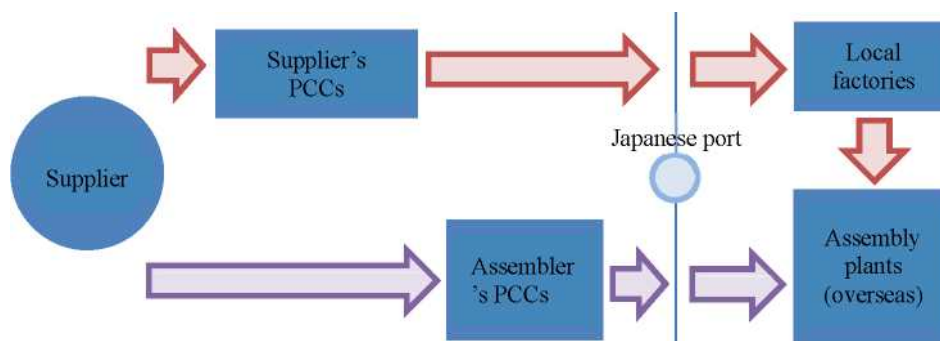 Supplier's
PCCs
Local
factories
Japanese port
Supplier
Assembler
's PCCs
Assembly
plants
(overseas)